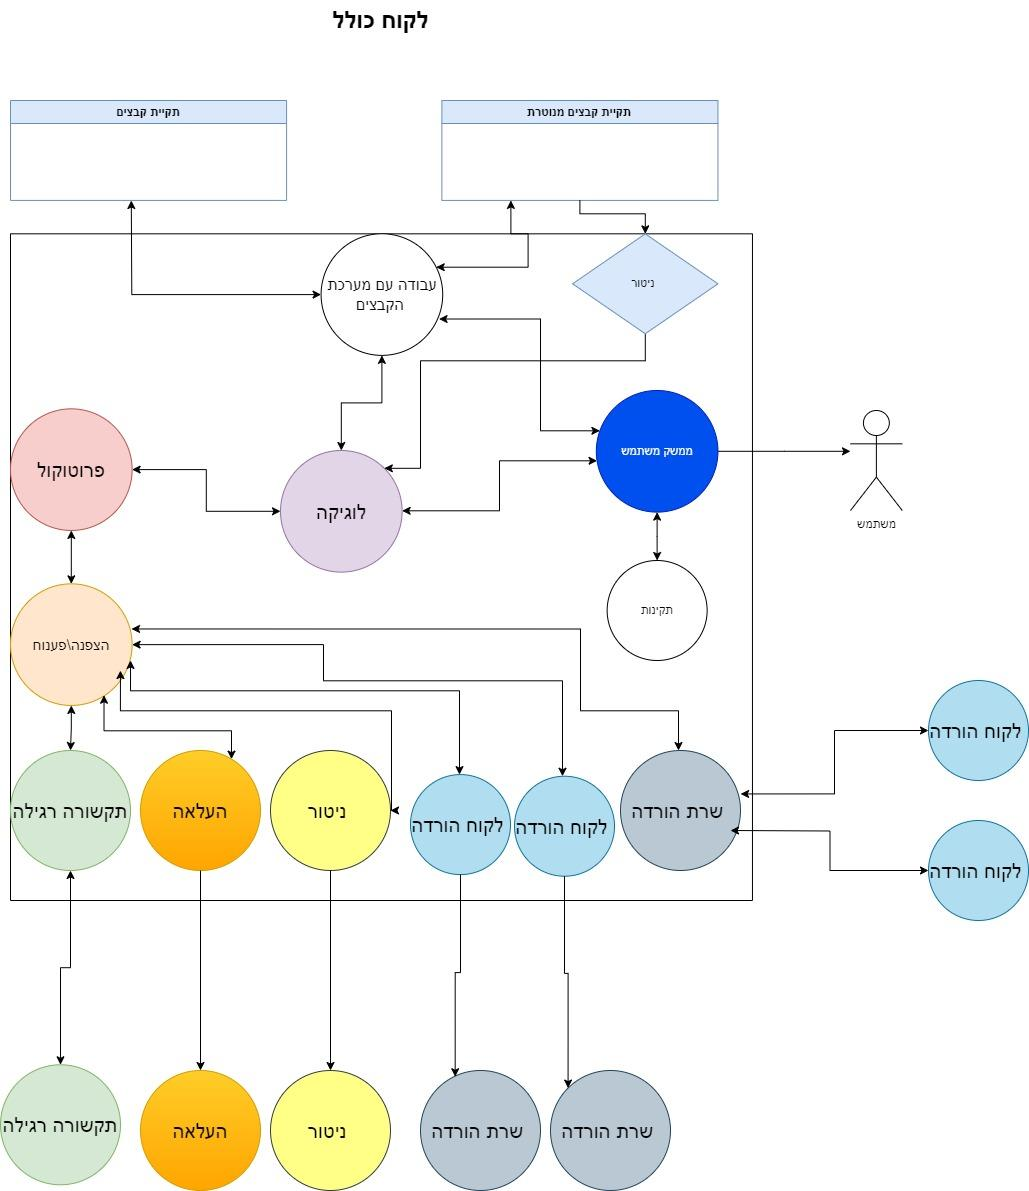 לקוח כולל
תקיית קבצים מנוטרת
תקיית קבצים
ניטור
עבודה עם מערכת
הקבצים
ממשק משתמש
פרוטוקול
לוגיקה
משתמש
תקינות
הצפנה\פענוח
לקוח הורדה
תקשורה רגילה
העלאה
ניטור
לקוח הורדה
לקוח הורדה
שרת הורדה
לקוח הורדה
תקשורה רגילה
העלאה
ניטור
שרת הורדה
שרת הורדה